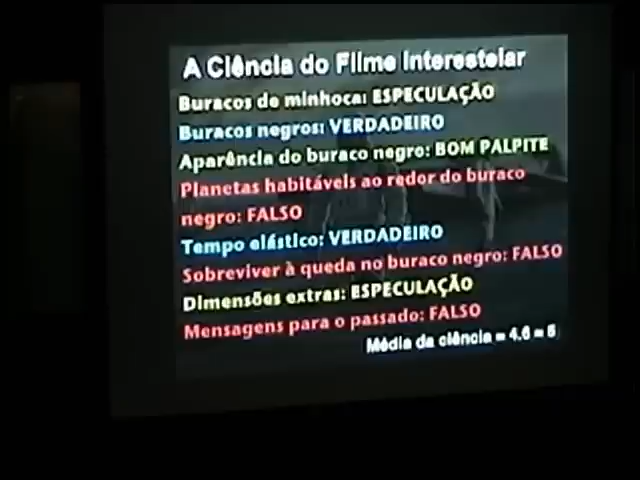 A Ciência do Filme Interestelar
Buracos de minhoca: ESPECULAÇÃO
Buracos negros: VERDADEIRO
Aparência do buraco negro: BOM PALPITE
Planetas habitáveis ao redor do buraco
negro: FALSO
Tempo elástico: VERDADEIRO
Sobreviver à queda no buraco negro: FALSO
Dimensões extras: ESPECULAÇÃO
Mensagens para o passado: FALSO
Média da ciência = 4.6 = 5